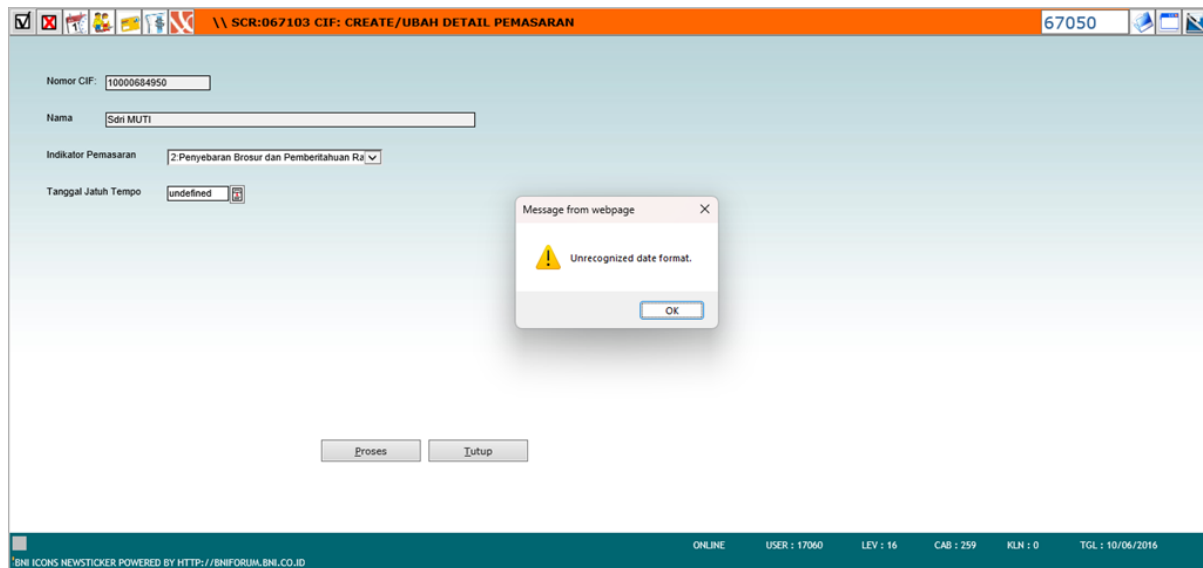 \\ SCR:067103 CIF: CREATE/UBAH DETAIL PEMASARAN
67050
Nomor CIF: 10000684950
Nama Sdri MUTI
Indikator Pemasaran 2:Penyebaran Brosur dan Pemberitahuan Ra
Tanggal Jatuh Tempo undefined
Message from webpage
Unrecognized date format.
OK
Proses Tutup
ONLINE USER : 17060 LEV : 16 CAB : 259 KLN : 0 TGL : 10/06/2016
'BNI ICONS NEWSTICKER POWERED BY HTTP://BNIFORUM.BNI.CO.ID